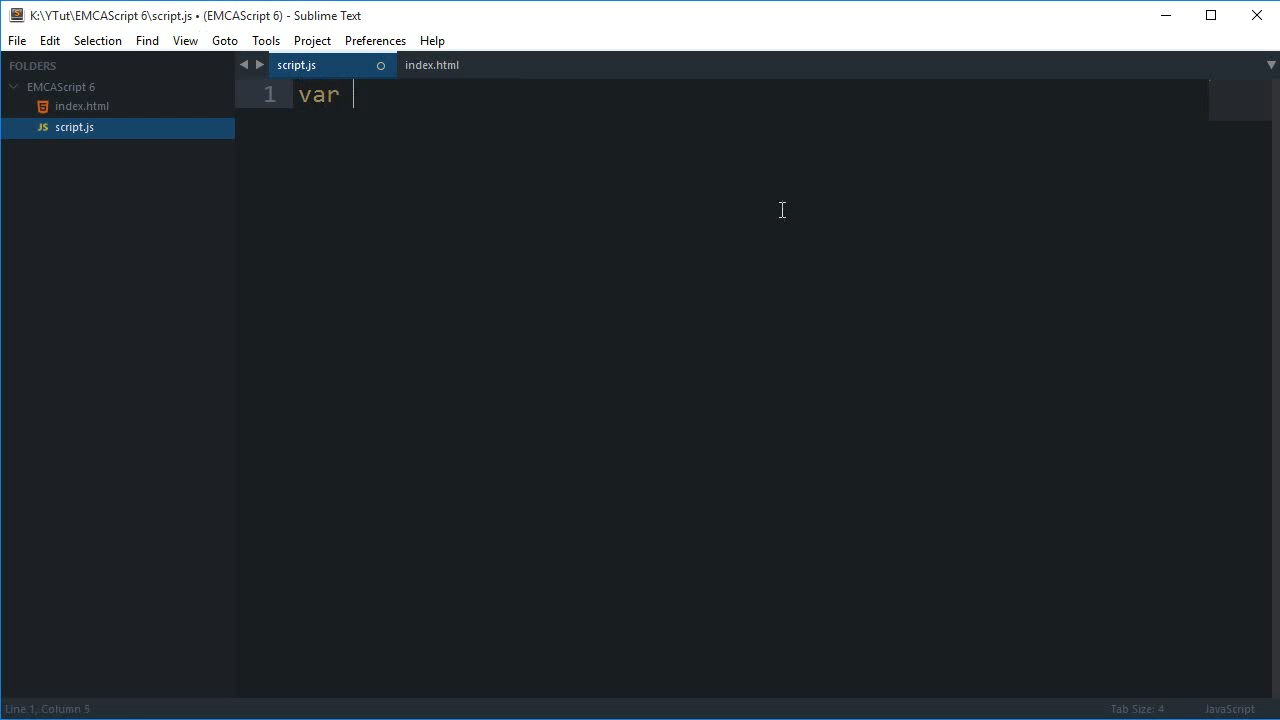 K:\YTut\EMCAScript 6\script.js • (EMCAScript 6) - Sublime Text
File Edit Selection Find View Goto Tools Project Preferences Help
FOLDERS
EMCAScript 6
index.html
JS script.js
script.js index.html
1 var
Line 1, Column 5 Tab Size: 4 JavaScript